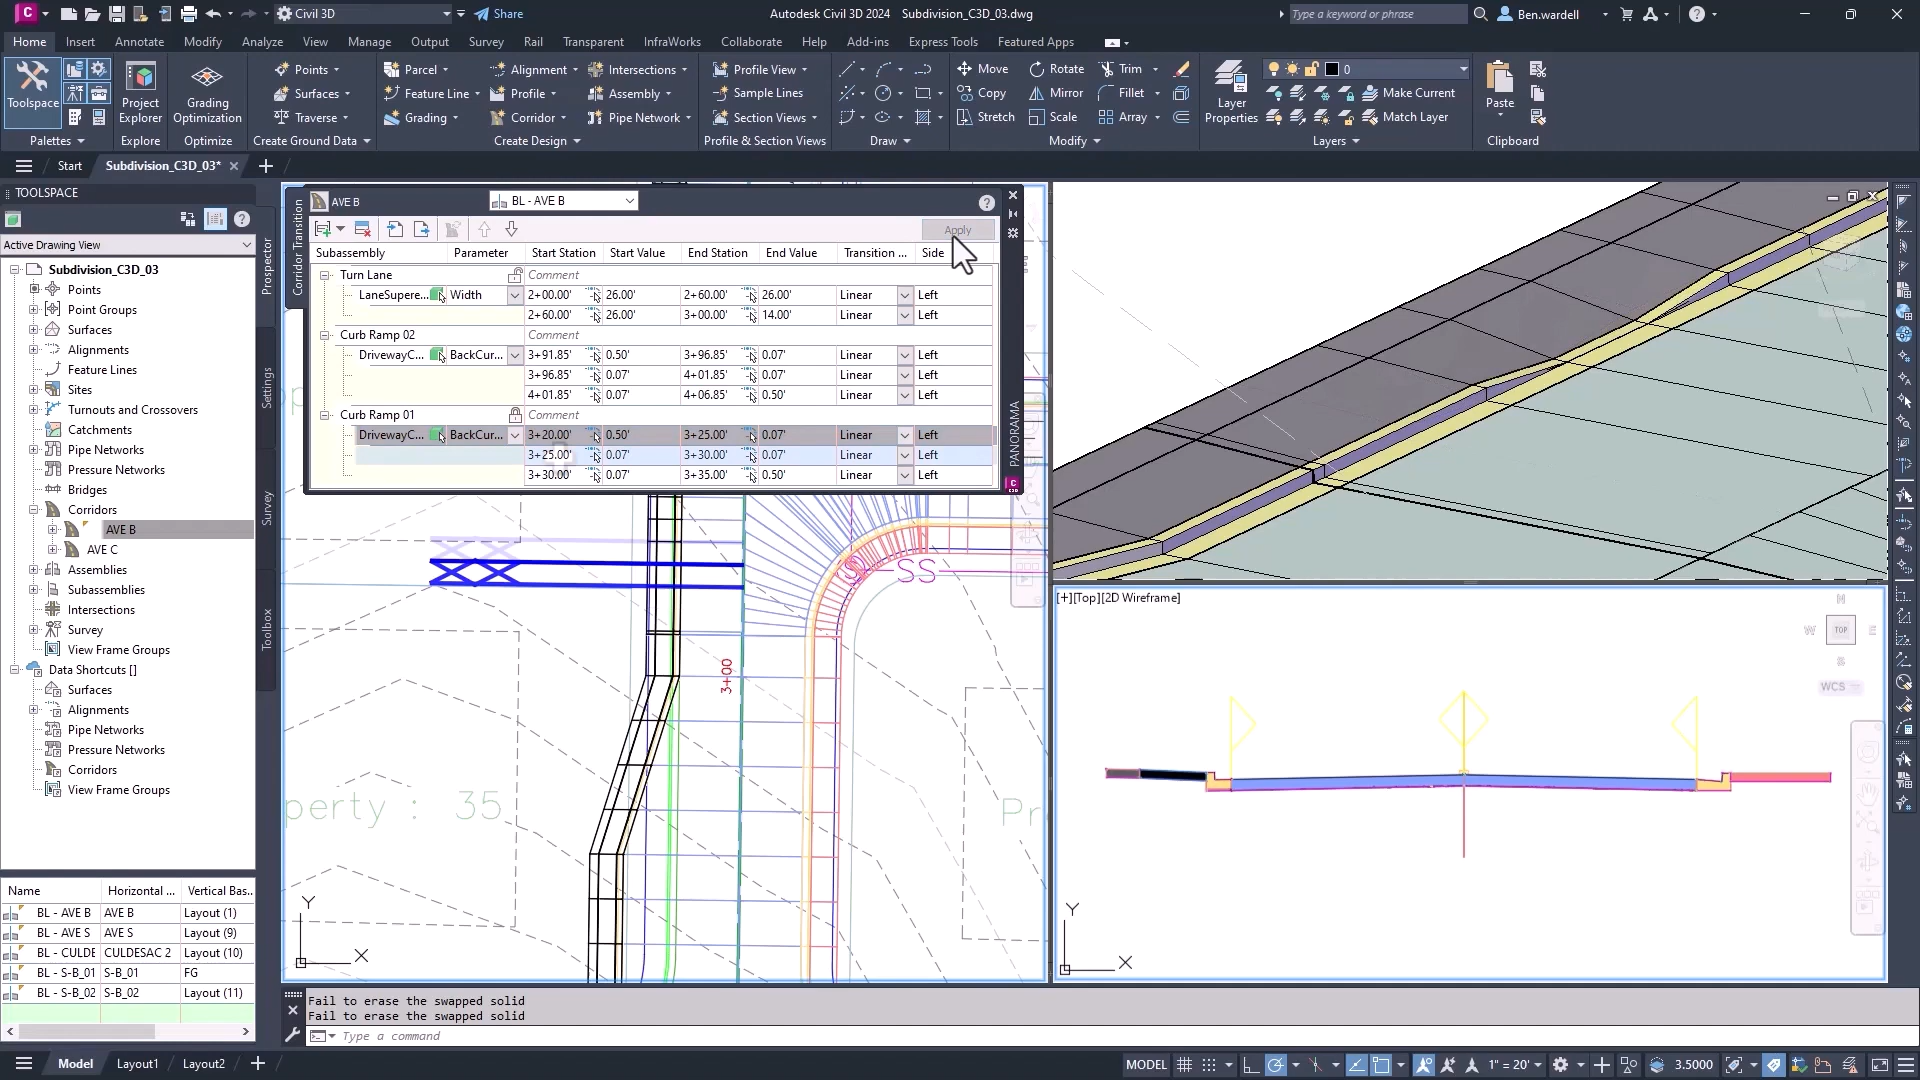 C Civil 3D Share Autodesk Civil 3D 2024 Subdivision_C3D_03.dwg Type a keyword or phrase Ben.wardell
Home Insert Annotate Modify Analyze View Manage Output Survey Rail Transparent InfraWorks Collaborate Help Add-ins Express Tools Featured Apps
Toolspace Project Explorer Grading Optimization
Points Parcel Alignment Intersections Profile View Move Rotate Trim 0
Surfaces Feature Line Profile Assembly Sample Lines Copy Mirror Fillet Layer Properties Make Current Paste
Traverse Grading Corridor Pipe Network Section Views Stretch Scale Array Match Layer
Palettes Explore Optimize Create Ground Data Create Design Profile & Section Views Draw Modify Layers Clipboard
Start Subdivision_C3D_03*
TOOLSPACE
Active Drawing View
Subdivision_C3D_03
Points
Point Groups
Surfaces
Alignments
Feature Lines
Sites
Turnouts and Crossovers
Catchments
Pipe Networks
Pressure Networks
Bridges
Corridors
AVE B
AVE C
Assemblies
Subassemblies
Intersections
Survey
View Frame Groups
Data Shortcuts []
Surfaces
Alignments
Pipe Networks
Pressure Networks
Corridors
View Frame Groups
Prospector
Settings
Survey
Toolbox
Name Horizontal ... Vertical Bas..
BL - AVE B AVE B Layout (1)
BL - AVE S AVE S Layout (9)
BL - CULDE CULDESAC 2 Layout (10)
BL - S-B_01 S-B_01 FG
BL - S-B_02 S-B_02 Layout (11)
Corridor Transition
AVE B BL - AVE B
Apply
Subassembly Parameter Start Station Start Value End Station End Value Transition ... Side
Turn Lane Comment
LaneSupere... Width 2+00.00' 26.00' 2+60.00' 26.00' Linear Left
2+60.00' 26.00' 3+00.00' 14.00' Linear Left
Curb Ramp 02 Comment
DrivewayC... BackCur... 3+91.85' 0.50' 3+96.85' 0.07' Linear Left
3+96.85' 0.07' 4+01.85' 0.07' Linear Left
4+01.85' 0.07' 4+06.85' 0.50' Linear Left
Curb Ramp 01 Comment
DrivewayC... BackCur... 3+20.00' 0.50' 3+25.00' 0.07' Linear Left
3+25.00' 0.07' 3+30.00' 0.07' Linear Left
3+30.00' 0.07' 3+35.00' 0.50' Linear Left
PANORAMA
SS
3+00
perty : 35
Pr
Y
X
[+][Top][2D Wireframe]
N
W TOP E
S
WCS
Y
X
Fail to erase the swapped solid
Fail to erase the swapped solid
Type a command
Model Layout1 Layout2 MODEL 1" = 20' 3.5000